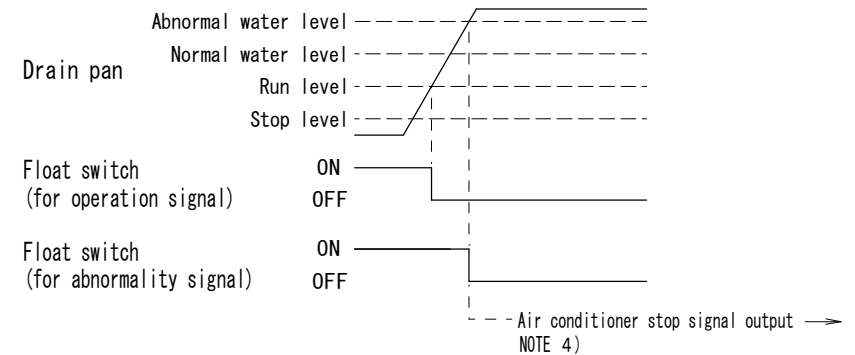 Abnormal water level
Normal water level
Drain pan
Run level
Stop level
Float switch ON
(for operation signal) OFF
Float switch ON
(for abnormality signal) OFF
Air conditioner stop signal output
NOTE 4)